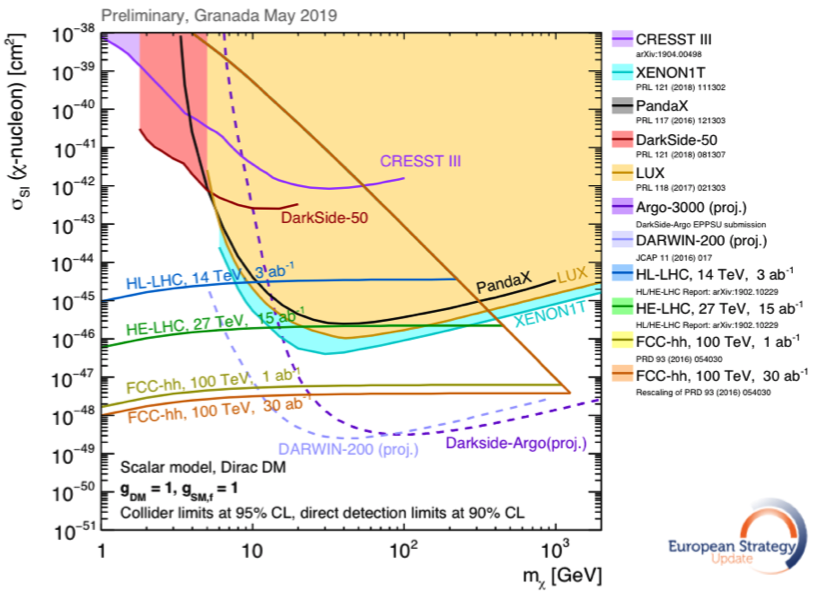 Preliminary, Granada May 2019
σSI (χ-nucleon) [cm²]
10⁻³⁸
10⁻³⁹
10⁻⁴⁰
10⁻⁴¹
10⁻⁴²
10⁻⁴³
10⁻⁴⁴
10⁻⁴⁵
10⁻⁴⁶
10⁻⁴⁷
10⁻⁴⁸
10⁻⁴⁹
10⁻⁵⁰
10⁻⁵¹
CRESST III
DarkSide-50
HL-LHC, 14 TeV, 3 ab⁻¹
PandaX
LUX
XENON1T
HE-LHC, 27 TeV, 15 ab⁻¹
FCC-hh, 100 TeV, 1 ab⁻¹
FCC-hh, 100 TeV, 30 ab⁻¹
DARWIN-200 (proj.)
Darkside-Argo(proj.)
Scalar model, Dirac DM
gDM = 1, gSM,f = 1
Collider limits at 95% CL, direct detection limits at 90% CL
1
10
10²
10³
mχ [GeV]
CRESST III
arXiv:1904.00498
XENON1T
PRL 121 (2018) 111302
PandaX
PRL 117 (2016) 121303
DarkSide-50
PRL 121 (2018) 081307
LUX
PRL 118 (2017) 021303
Argo-3000 (proj.)
DarkSide-Argo EPPSU submission
DARWIN-200 (proj.)
JCAP 11 (2016) 017
HL-LHC, 14 TeV, 3 ab⁻¹
HL/HE-LHC Report: arXiv:1902.10229
HE-LHC, 27 TeV, 15 ab⁻¹
HL/HE-LHC Report: arXiv:1902.10229
FCC-hh, 100 TeV, 1 ab⁻¹
PRD 93 (2016) 054030
FCC-hh, 100 TeV, 30 ab⁻¹
Rescaling of PRD 93 (2016) 054030
European Strategy
Update